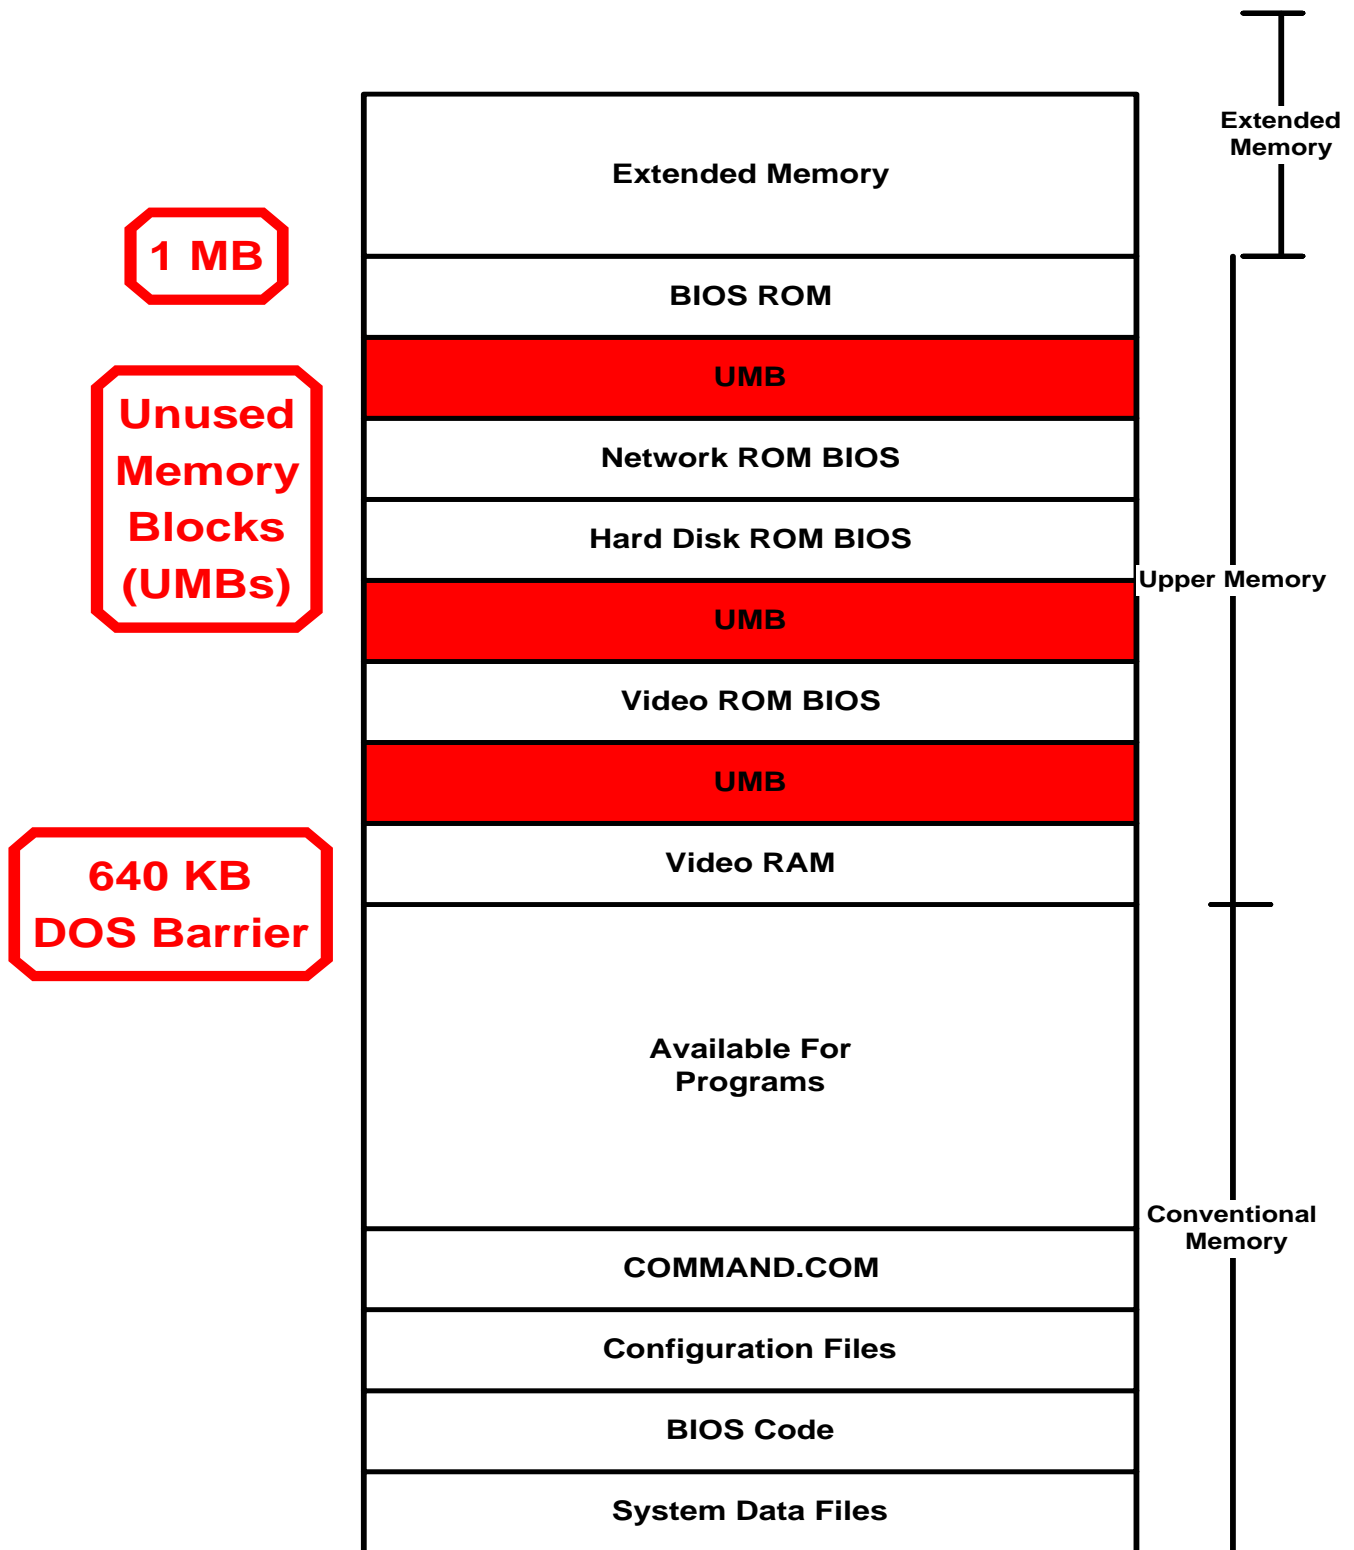 Extended
Memory
Extended Memory
1 MB
BIOS ROM
UMB
Unused
Memory
Blocks
(UMBs)
Network ROM BIOS
Hard Disk ROM BIOS
Upper Memory
UMB
Video ROM BIOS
UMB
Video RAM
640 KB
DOS Barrier
Available For
Programs
Conventional
Memory
COMMAND.COM
Configuration Files
BIOS Code
System Data Files